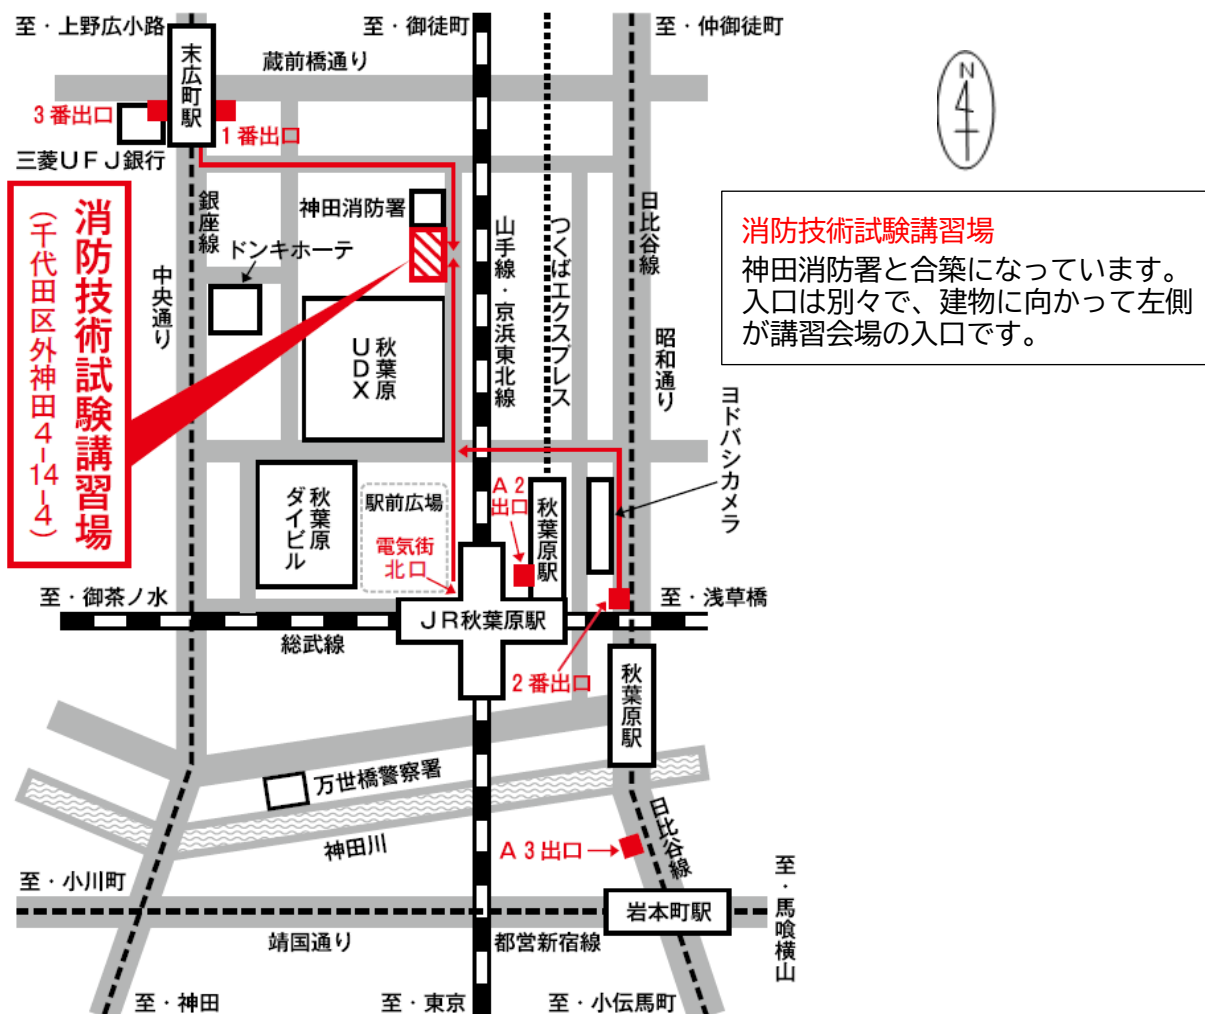 至・上野広小路
至・御徒町
至・仲御徒町
末広町駅
蔵前橋通り
N
3番出口
1番出口
三菱UFJ銀行
消防技術試験講習場
(千代田区外神田4-14-4)
銀座線
神田消防署
ドンキホーテ
中央通り
山手線・京浜東北線
つくばエクスプレス
日比谷線
昭和通り
消防技術試験講習場
神田消防署と合築になっています。
入口は別々で、建物に向かって左側
が講習会場の入口です。
秋葉原
UDX
ヨドバシカメラ
秋葉原
ダイビル
駅前広場
電気街
北口
A2
出口
秋葉原駅
至・御茶ノ水
JR秋葉原駅
至・浅草橋
総武線
2番出口
秋葉原駅
万世橋警察署
神田川
日比谷線
A3出口
至・小川町
岩本町駅
至・馬喰横山
靖国通り
都営新宿線
至・神田
至・東京
至・小伝馬町